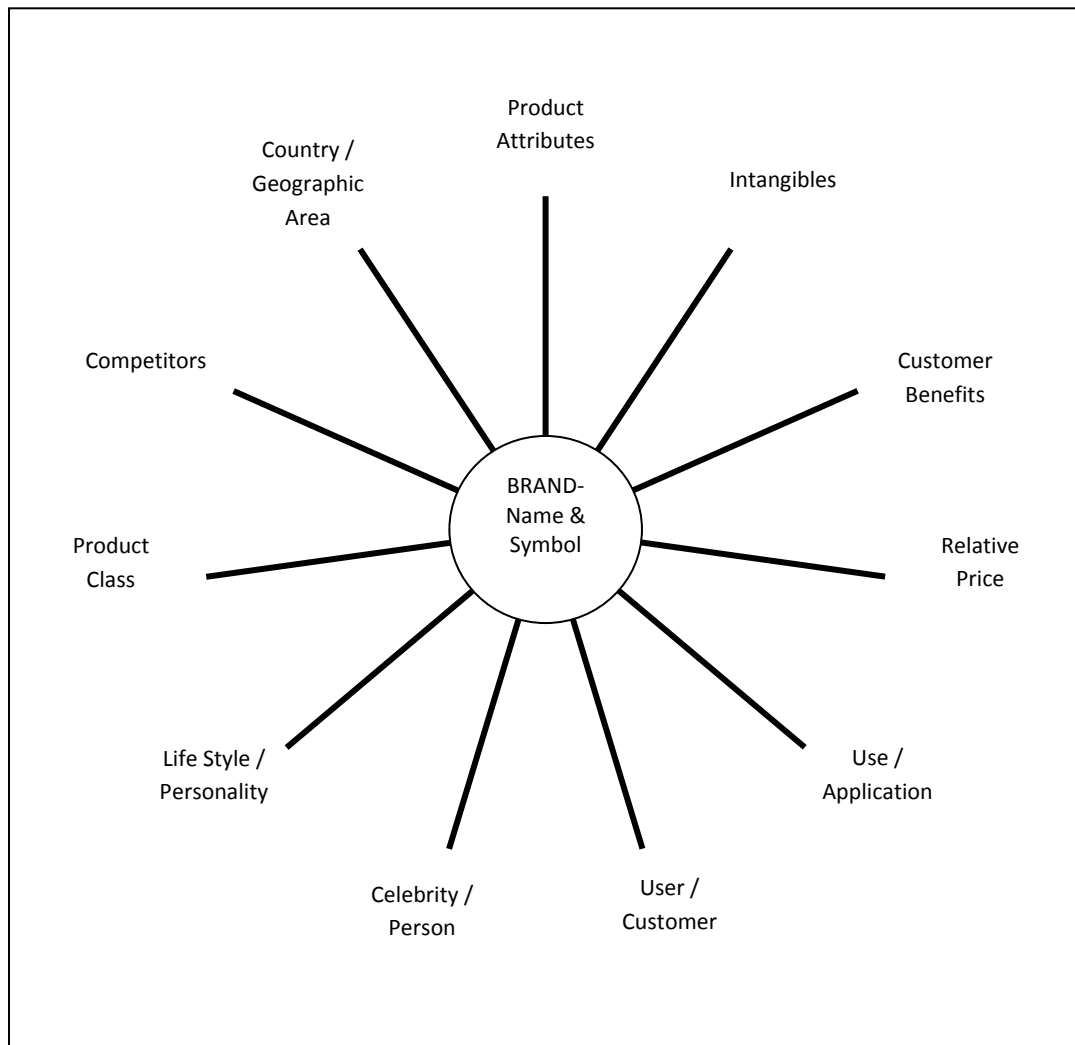 Product
Attributes
Intangibles
Customer
Benefits
Relative
Price
Use /
Application
User /
Customer
Celebrity /
Person
Life Style /
Personality
Product
Class
Competitors
Country /
Geographic
Area
BRAND-
Name &
Symbol